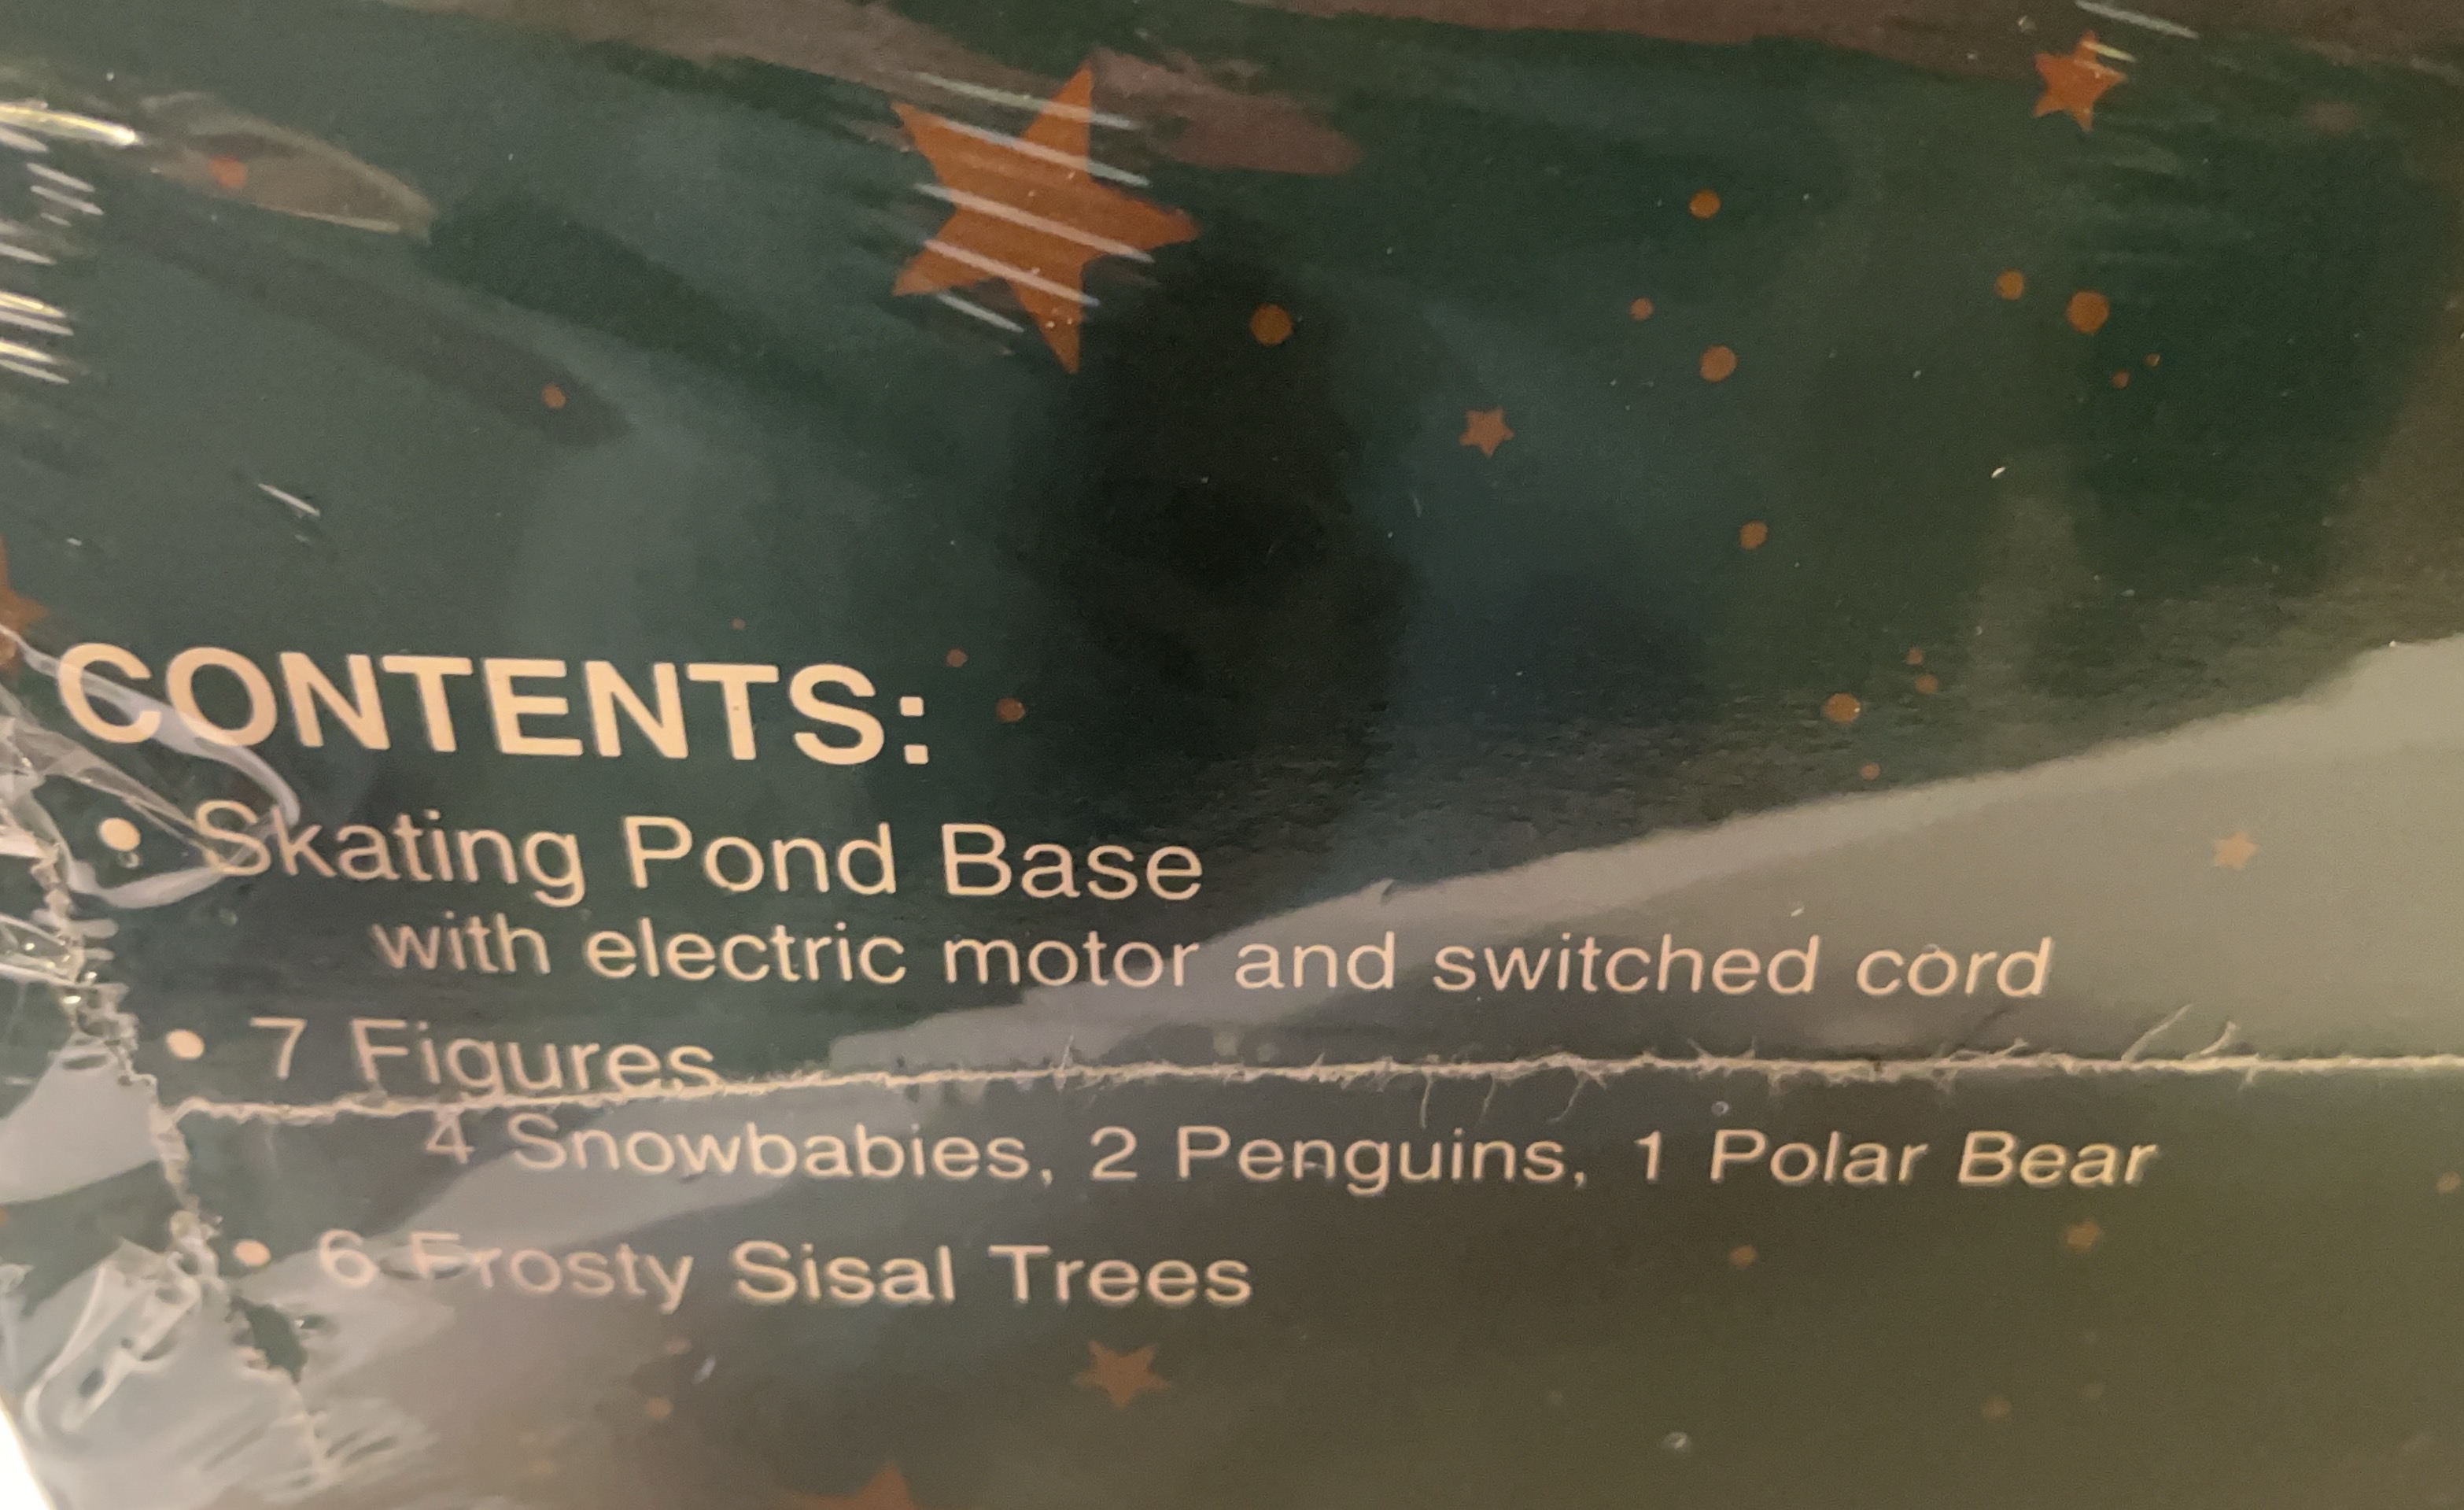 CONTENTS:
• Skating Pond Base
with electric motor and switched cord
• 7 Figures
4 Snowbabies, 2 Penguins, 1 Polar Bear
• 6 Frosty Sisal Trees